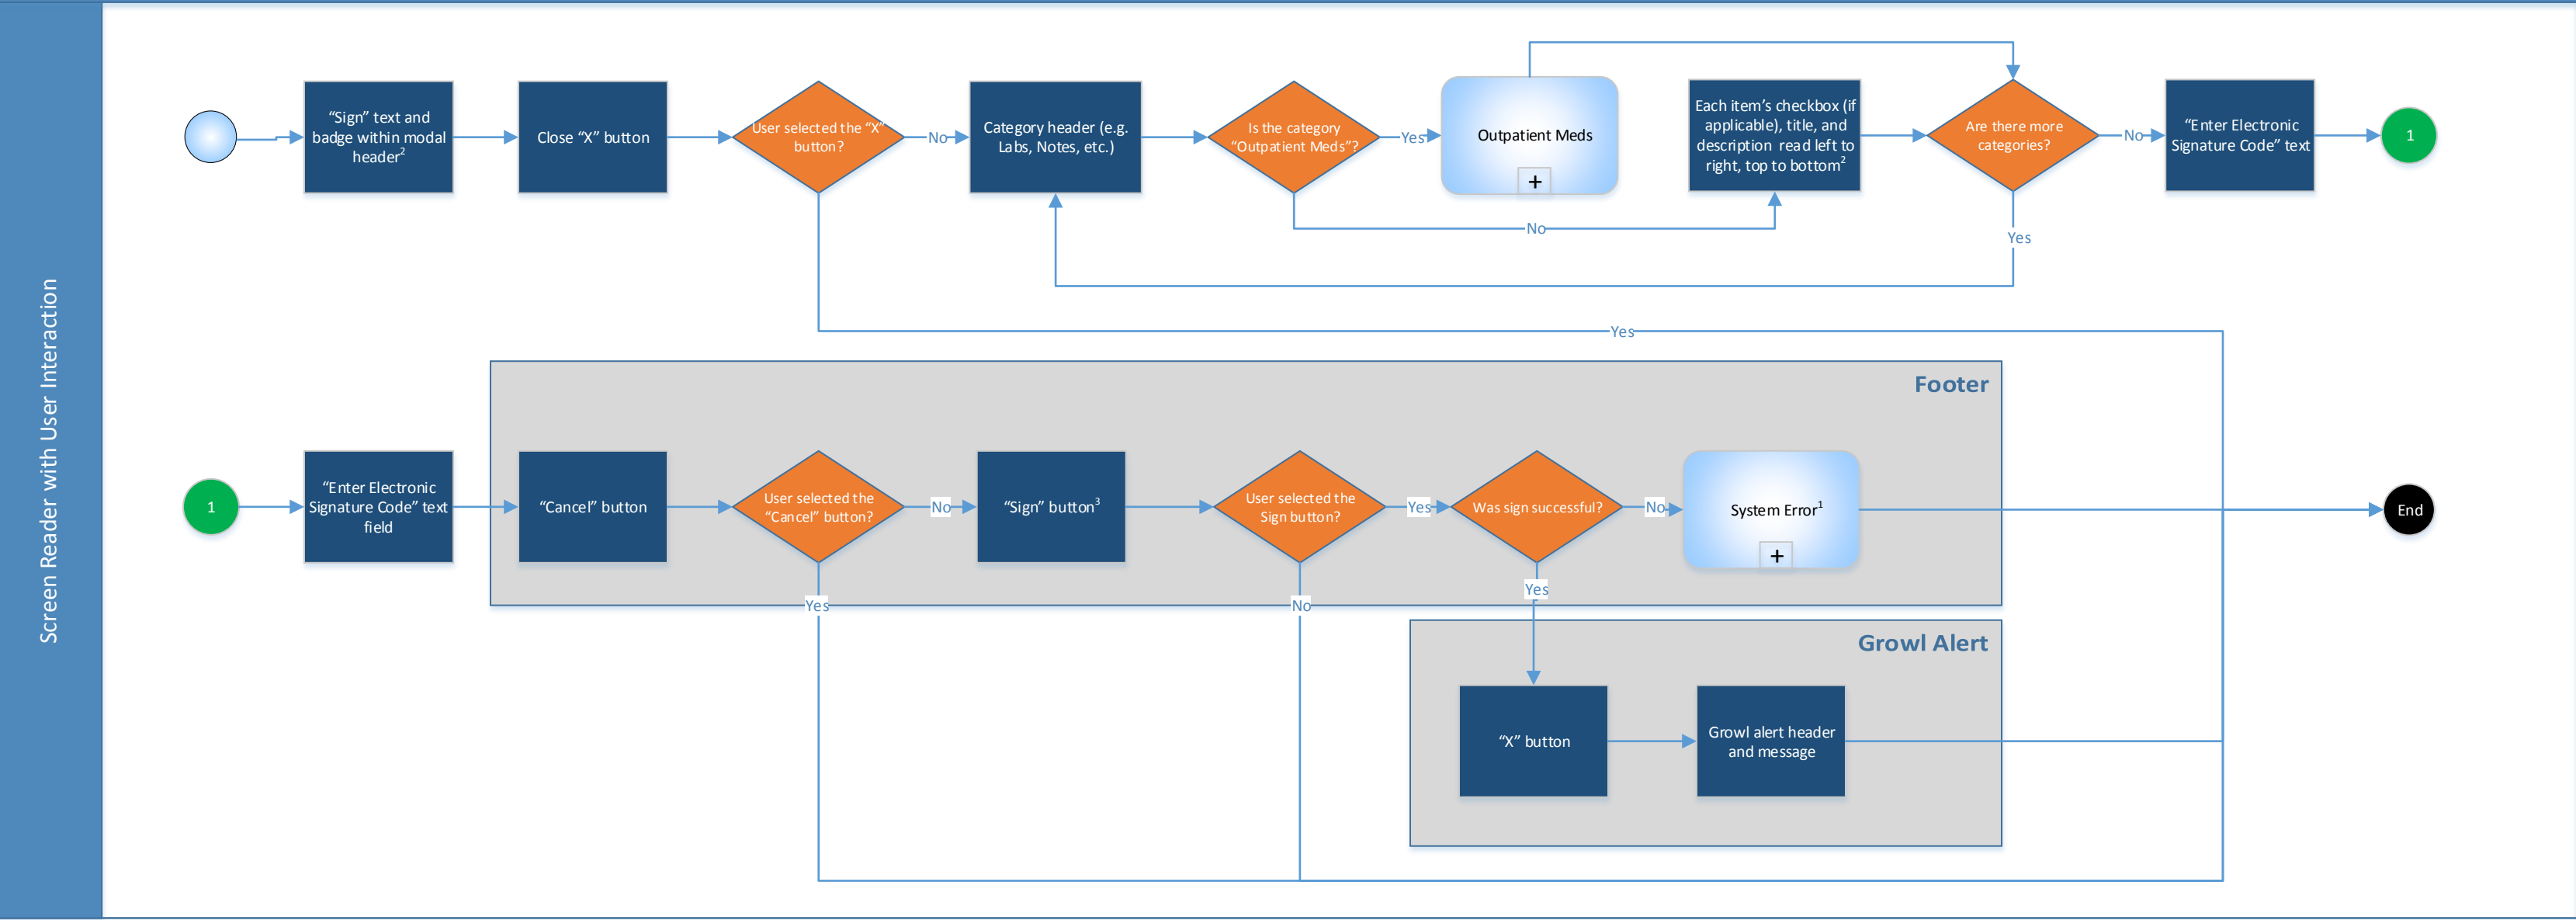 Screen Reader with User Interaction
“Sign” text and
badge within modal
header²
Close “X” button
User selected the “X”
button?
No
Category header (e.g.
Labs, Notes, etc.)
Is the category
“Outpatient Meds”?
Yes
Outpatient Meds
+
No
Each item’s checkbox (if
applicable), title, and
description read left to
right, top to bottom²
Are there more
categories?
No
Yes
“Enter Electronic
Signature Code” text
1
Yes
Footer
1
“Enter Electronic
Signature Code” text
field
“Cancel” button
User selected the
“Cancel” button?
No
Yes
“Sign” button³
User selected the
Sign button?
Yes
No
Was sign successful?
No
Yes
System Error¹
+
End
Growl Alert
“X” button
Growl alert header
and message